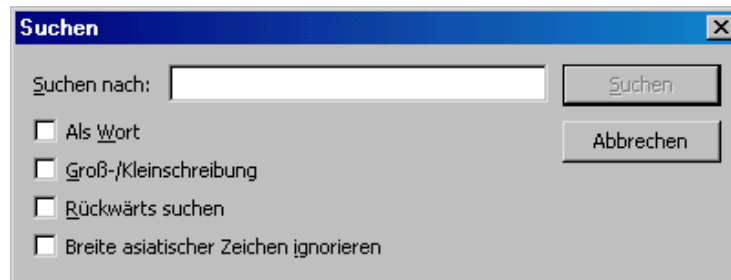 Suchen
Suchen nach:
Suchen
Als Wort
Abbrechen
Groß-/Kleinschreibung
Rückwärts suchen
Breite asiatischer Zeichen ignorieren